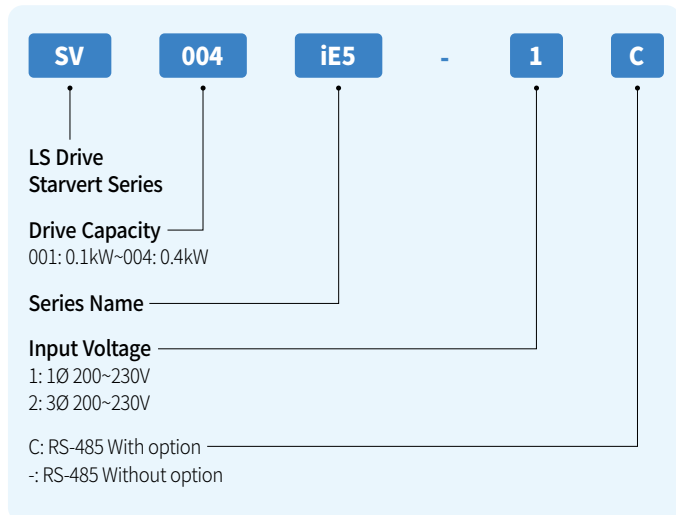 SV 004 iE5 - 1 C
LS Drive
Starvert Series
Drive Capacity
001: 0.1kW~004: 0.4kW
Series Name
Input Voltage
1: 1Ø 200~230V
2: 3Ø 200~230V
C: RS-485 With option
-: RS-485 Without option